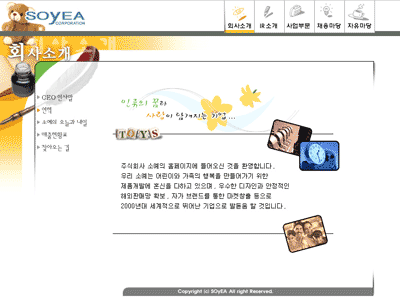 SOYEA
CORPORATION
회사소개 IR소개 사업부문 채용마당 자유마당
회사소개
CEO 인사말
연혁
소예의 오늘과 내일
매출현황표
찾아오는 길
인류의 꿈과
사랑이 담겨지는 기업...
TOYS
주식회사 소예의 홈페이지에 들어오신 것을 환영합니다.
우리 소예는 어린이와 가족의 행복을 만들어가기 위한
제품개발에 혼신을 다하고 있으며, 우수한 디자인과 안정적인
해외판매망 확보, 자가 브랜드를 통한 마켓창출 등으로
2000년대 세계적으로 뛰어난 기업으로 발돋움 할 것입니다.
Copyright (c) SOyEA All right Reserved.